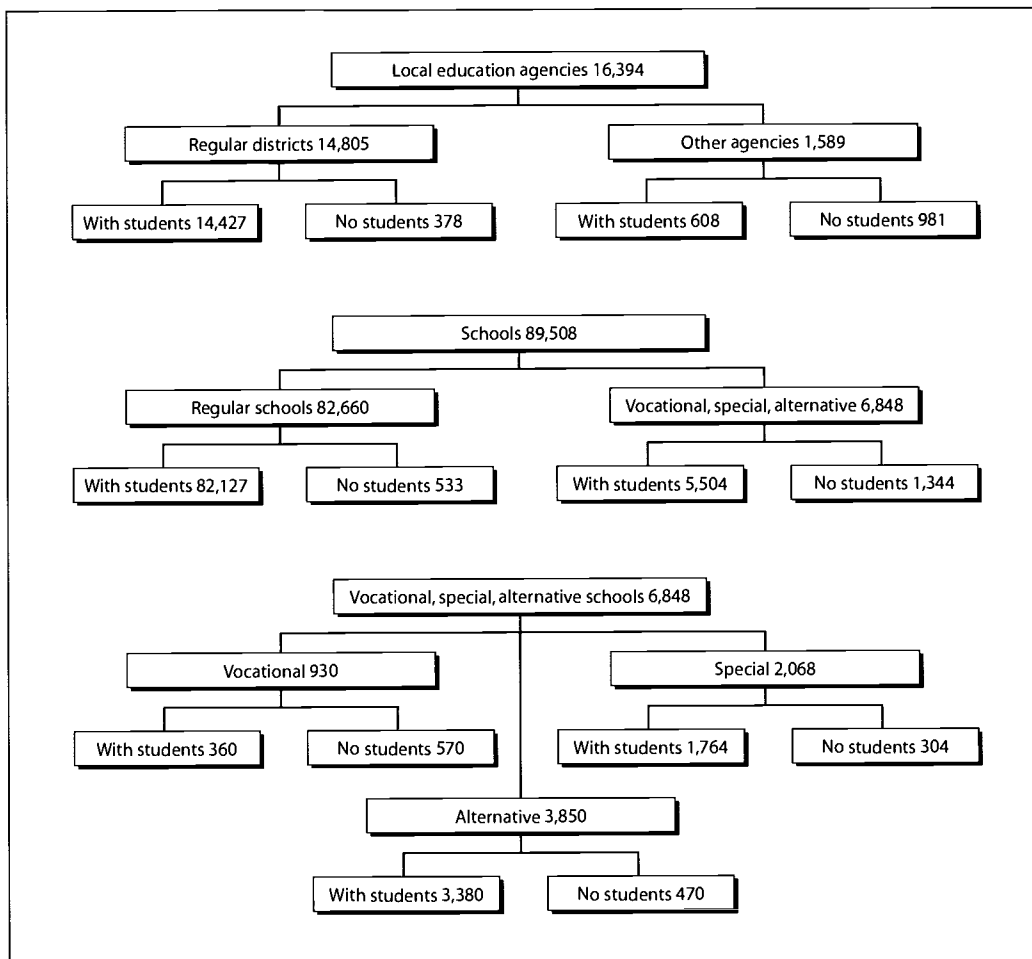 Local education agencies 16,394
Regular districts 14,805
Other agencies 1,589
With students 14,427
No students 378
With students 608
No students 981
Schools 89,508
Regular schools 82,660
Vocational, special, alternative 6,848
With students 82,127
No students 533
With students 5,504
No students 1,344
Vocational, special, alternative schools 6,848
Vocational 930
Special 2,068
With students 360
No students 570
With students 1,764
No students 304
Alternative 3,850
With students 3,380
No students 470